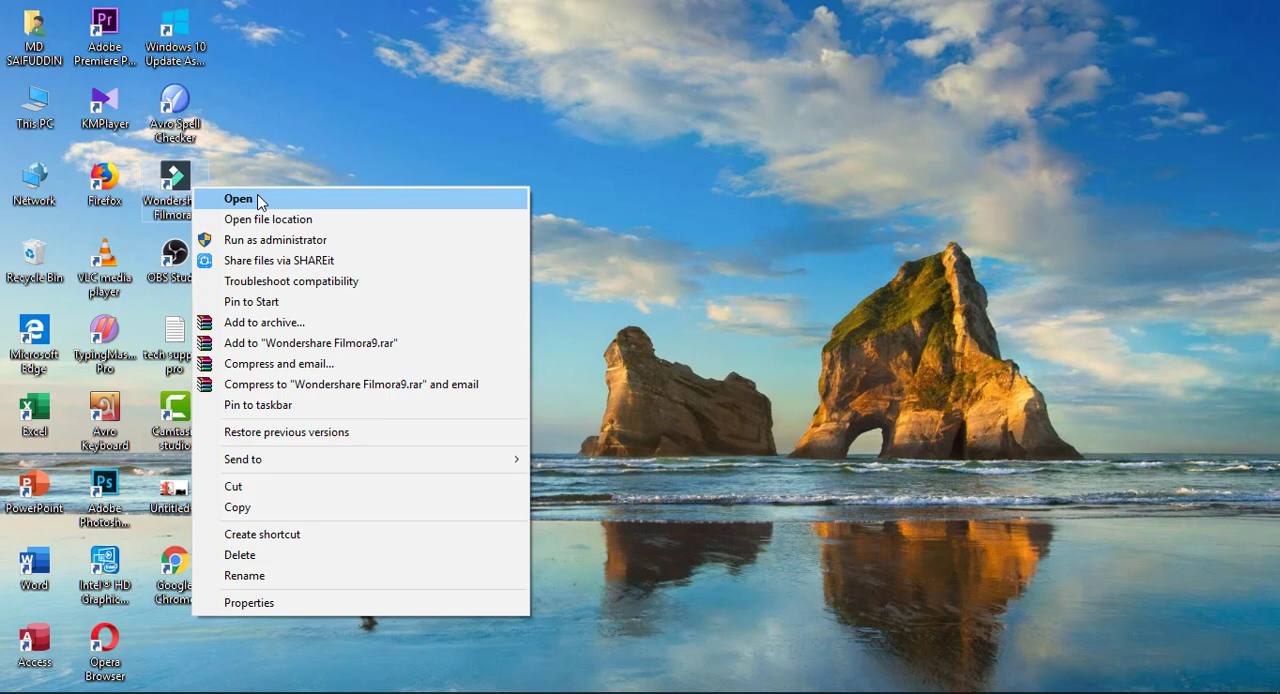 MD
SAIFUDDIN
Adobe
Premiere P...
Windows 10
Update As...
This PC
KMPlayer
Avro Spell
Checker
Network
Firefox
Wondersh
Filmora
Recycle Bin
VLC media
player
OBS Stud
Microsoft
Edge
TypingMas...
Pro
tech supp
pro
Excel
Avro
Keyboard
Camtas
studio
PowerPoint
Adobe
Photosh...
Untitled
Word
Intel® HD
Graphic...
Google
Chrome
Access
Opera
Browser
Open
Open file location
Run as administrator
Share files via SHAREit
Troubleshoot compatibility
Pin to Start
Add to archive...
Add to "Wondershare Filmora9.rar"
Compress and email...
Compress to "Wondershare Filmora9.rar" and email
Pin to taskbar
Restore previous versions
Send to
Cut
Copy
Create shortcut
Delete
Rename
Properties